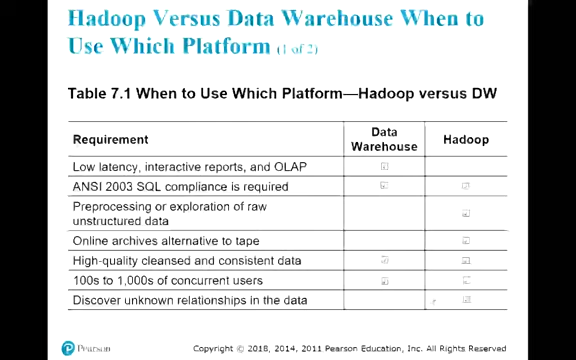 Hadoop Versus Data Warehouse When to
Use Which Platform (1 of 2)
Table 7.1 When to Use Which Platform—Hadoop versus DW
Requirement Data Warehouse Hadoop
Low latency, interactive reports, and OLAP
ANSI 2003 SQL compliance is required
Preprocessing or exploration of raw
unstructured data
Online archives alternative to tape
High-quality cleansed and consistent data
100s to 1,000s of concurrent users
Discover unknown relationships in the data
Pearson
Copyright © 2018, 2014, 2011 Pearson Education, Inc. All Rights Reserved